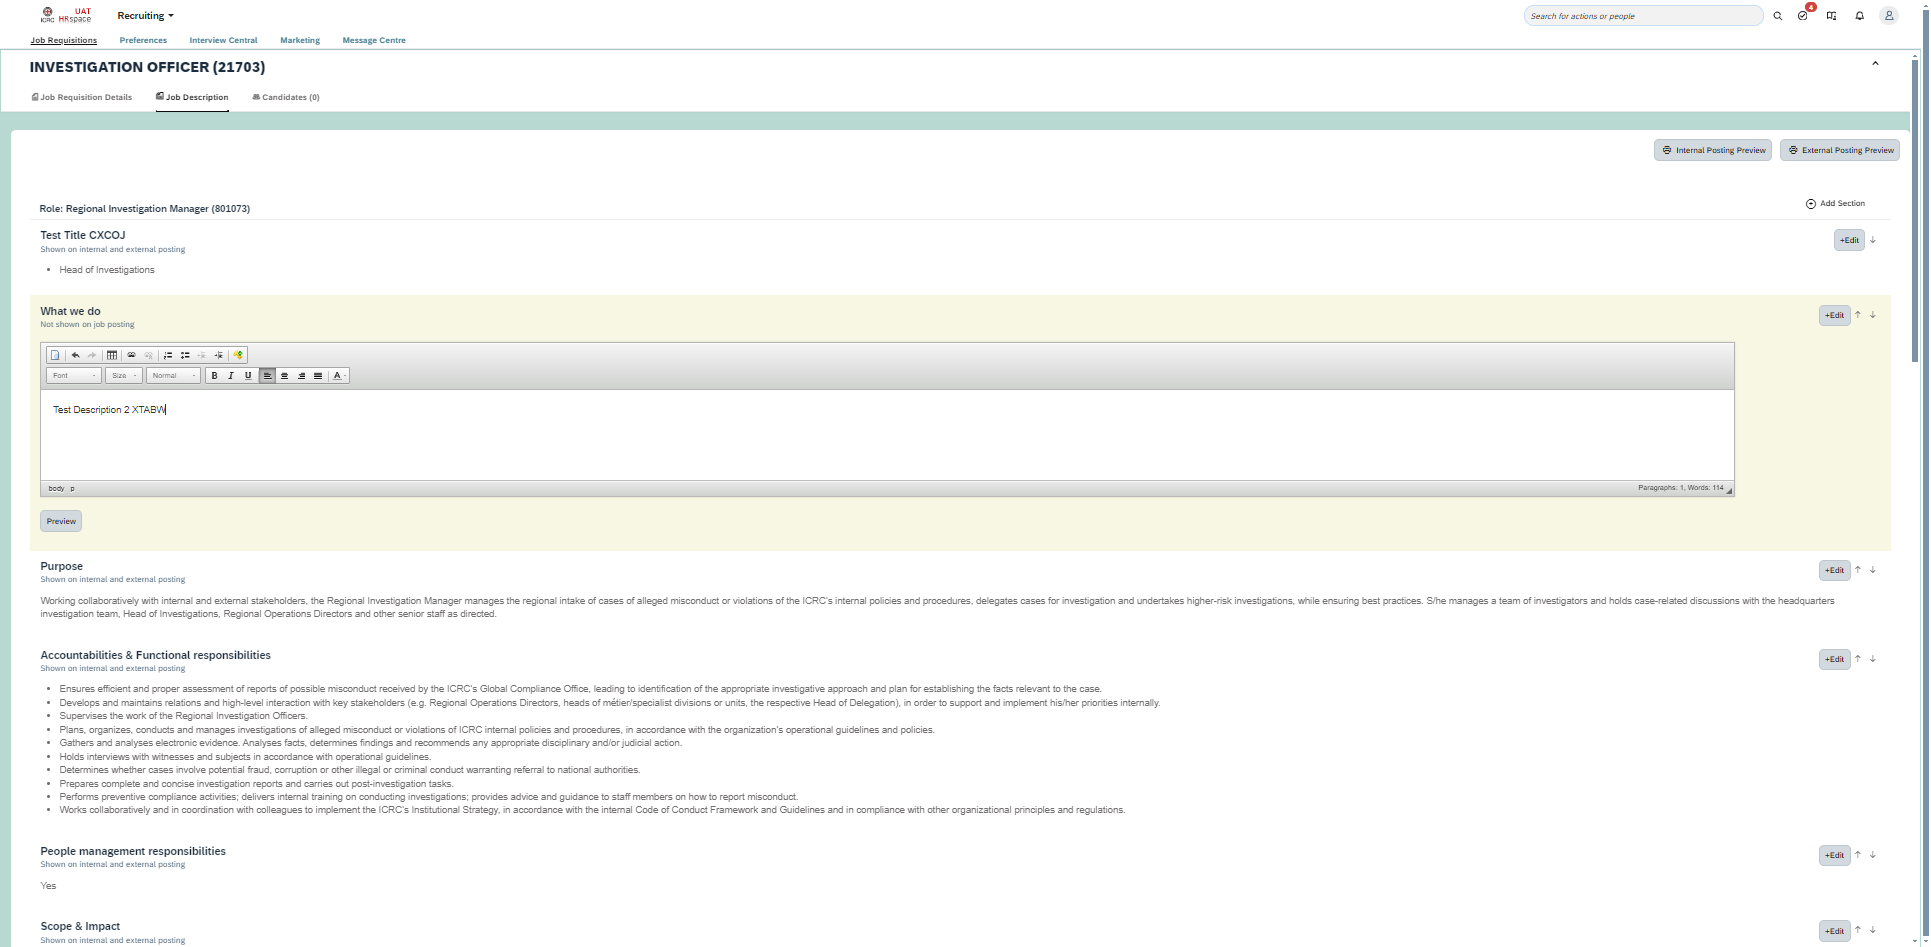 ICRC
UAT
HRspace
Recruiting
Search for actions or people
4
Job Requisitions
Preferences
Interview Central
Marketing
Message Centre
INVESTIGATION OFFICER (21703)
Job Requisition Details
Job Description
Candidates (0)
Internal Posting Preview
External Posting Preview
Role: Regional Investigation Manager (801073)
Add Section
Test Title CXCOJ
Shown on internal and external posting
+Edit
• Head of Investigations
What we do
Not shown on job posting
+Edit
Font
Size
Normal
B I U
A
Test Description 2 XTABW
body p
Paragraphs: 1, Words: 114
Preview
Purpose
Shown on internal and external posting
+Edit
Working collaboratively with internal and external stakeholders, the Regional Investigation Manager manages the regional intake of cases of alleged misconduct or violations of the ICRC's internal policies and procedures, delegates cases for investigation and undertakes higher-risk investigations, while ensuring best practices. S/he manages a team of investigators and holds case-related discussions with the headquarters
investigation team, Head of Investigations, Regional Operations Directors and other senior staff as directed.
Accountabilities & Functional responsibilities
Shown on internal and external posting
+Edit
• Ensures efficient and proper assessment of reports of possible misconduct received by the ICRC's Global Compliance Office, leading to identification of the appropriate investigative approach and plan for establishing the facts relevant to the case.
• Develops and maintains relations and high-level interaction with key stakeholders (e.g. Regional Operations Directors, heads of métier/specialist divisions or units, the respective Head of Delegation), in order to support and implement his/her priorities internally.
• Supervises the work of the Regional Investigation Officers.
• Plans, organizes, conducts and manages investigations of alleged misconduct or violations of ICRC internal policies and procedures, in accordance with the organization's operational guidelines and policies.
• Gathers and analyses electronic evidence. Analyses facts, determines findings and recommends any appropriate disciplinary and/or judicial action.
• Holds interviews with witnesses and subjects in accordance with operational guidelines.
• Determines whether cases involve potential fraud, corruption or other illegal or criminal conduct warranting referral to national authorities.
• Prepares complete and concise investigation reports and carries out post-investigation tasks.
• Performs preventive compliance activities; delivers internal training on conducting investigations; provides advice and guidance to staff members on how to report misconduct.
• Works collaboratively and in coordination with colleagues to implement the ICRC's Institutional Strategy, in accordance with the internal Code of Conduct Framework and Guidelines and in compliance with other organizational principles and regulations.
People management responsibilities
Shown on internal and external posting
+Edit
Yes
Scope & Impact
Shown on internal and external posting
+Edit